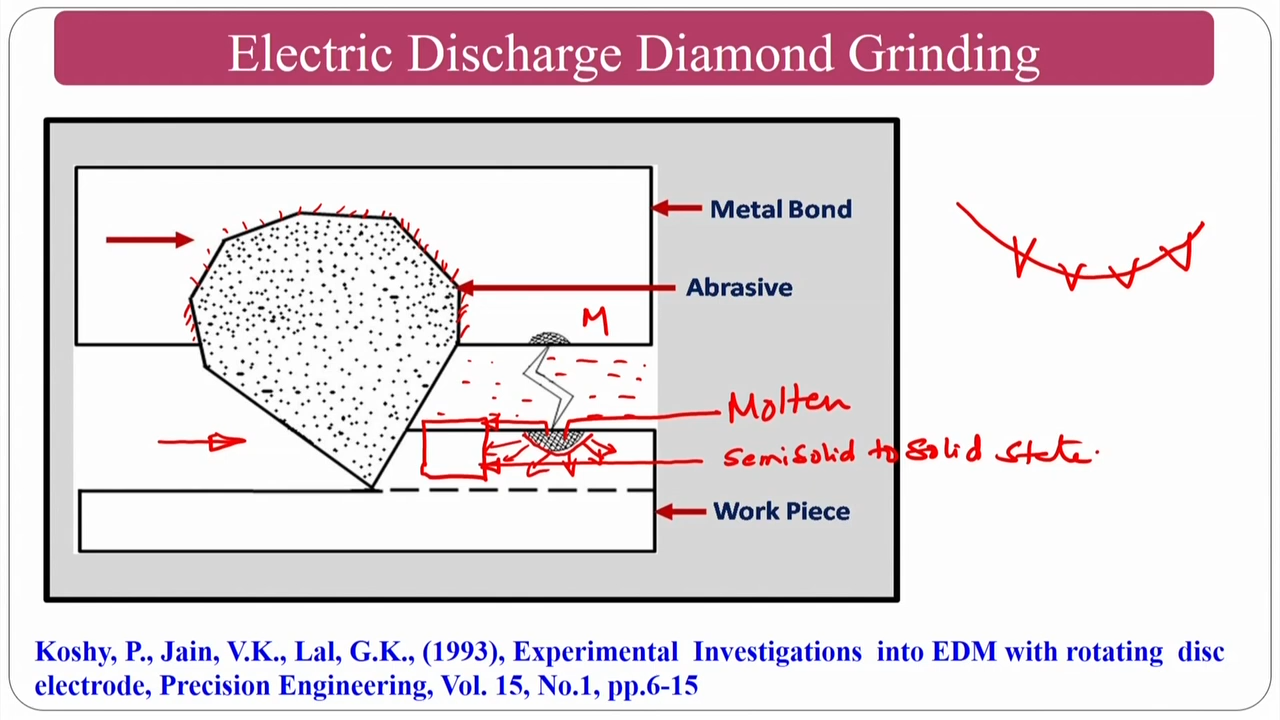 Electric Discharge Diamond Grinding
Metal Bond
Abrasive
M
Molten
Semisolid to Solid State.
Work Piece
Koshy, P., Jain, V.K., Lal, G.K., (1993), Experimental Investigations into EDM with rotating disc
electrode, Precision Engineering, Vol. 15, No.1, pp.6-15